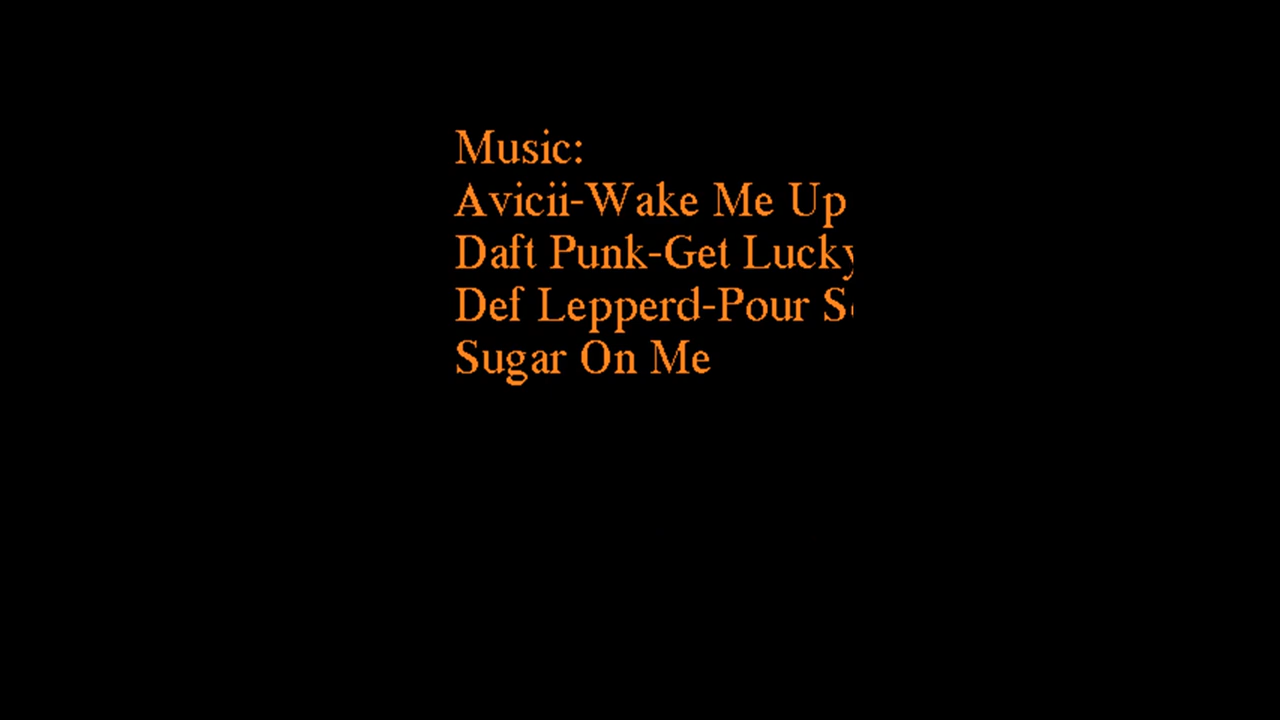 Music:
Avicii-Wake Me Up
Daft Punk-Get Lucky
Def Lepperd-Pour
Sugar On Me